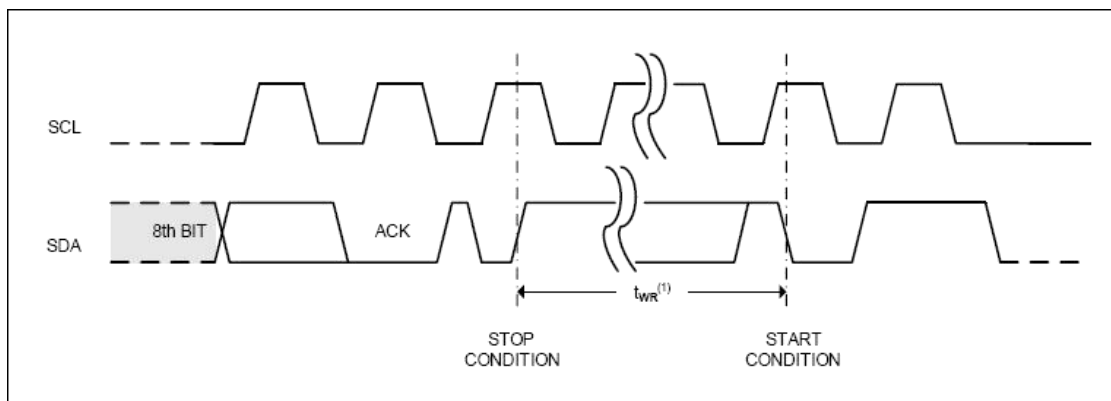 SCL
SDA
8th BIT
ACK
tWR(1)
STOP
CONDITION
START
CONDITION